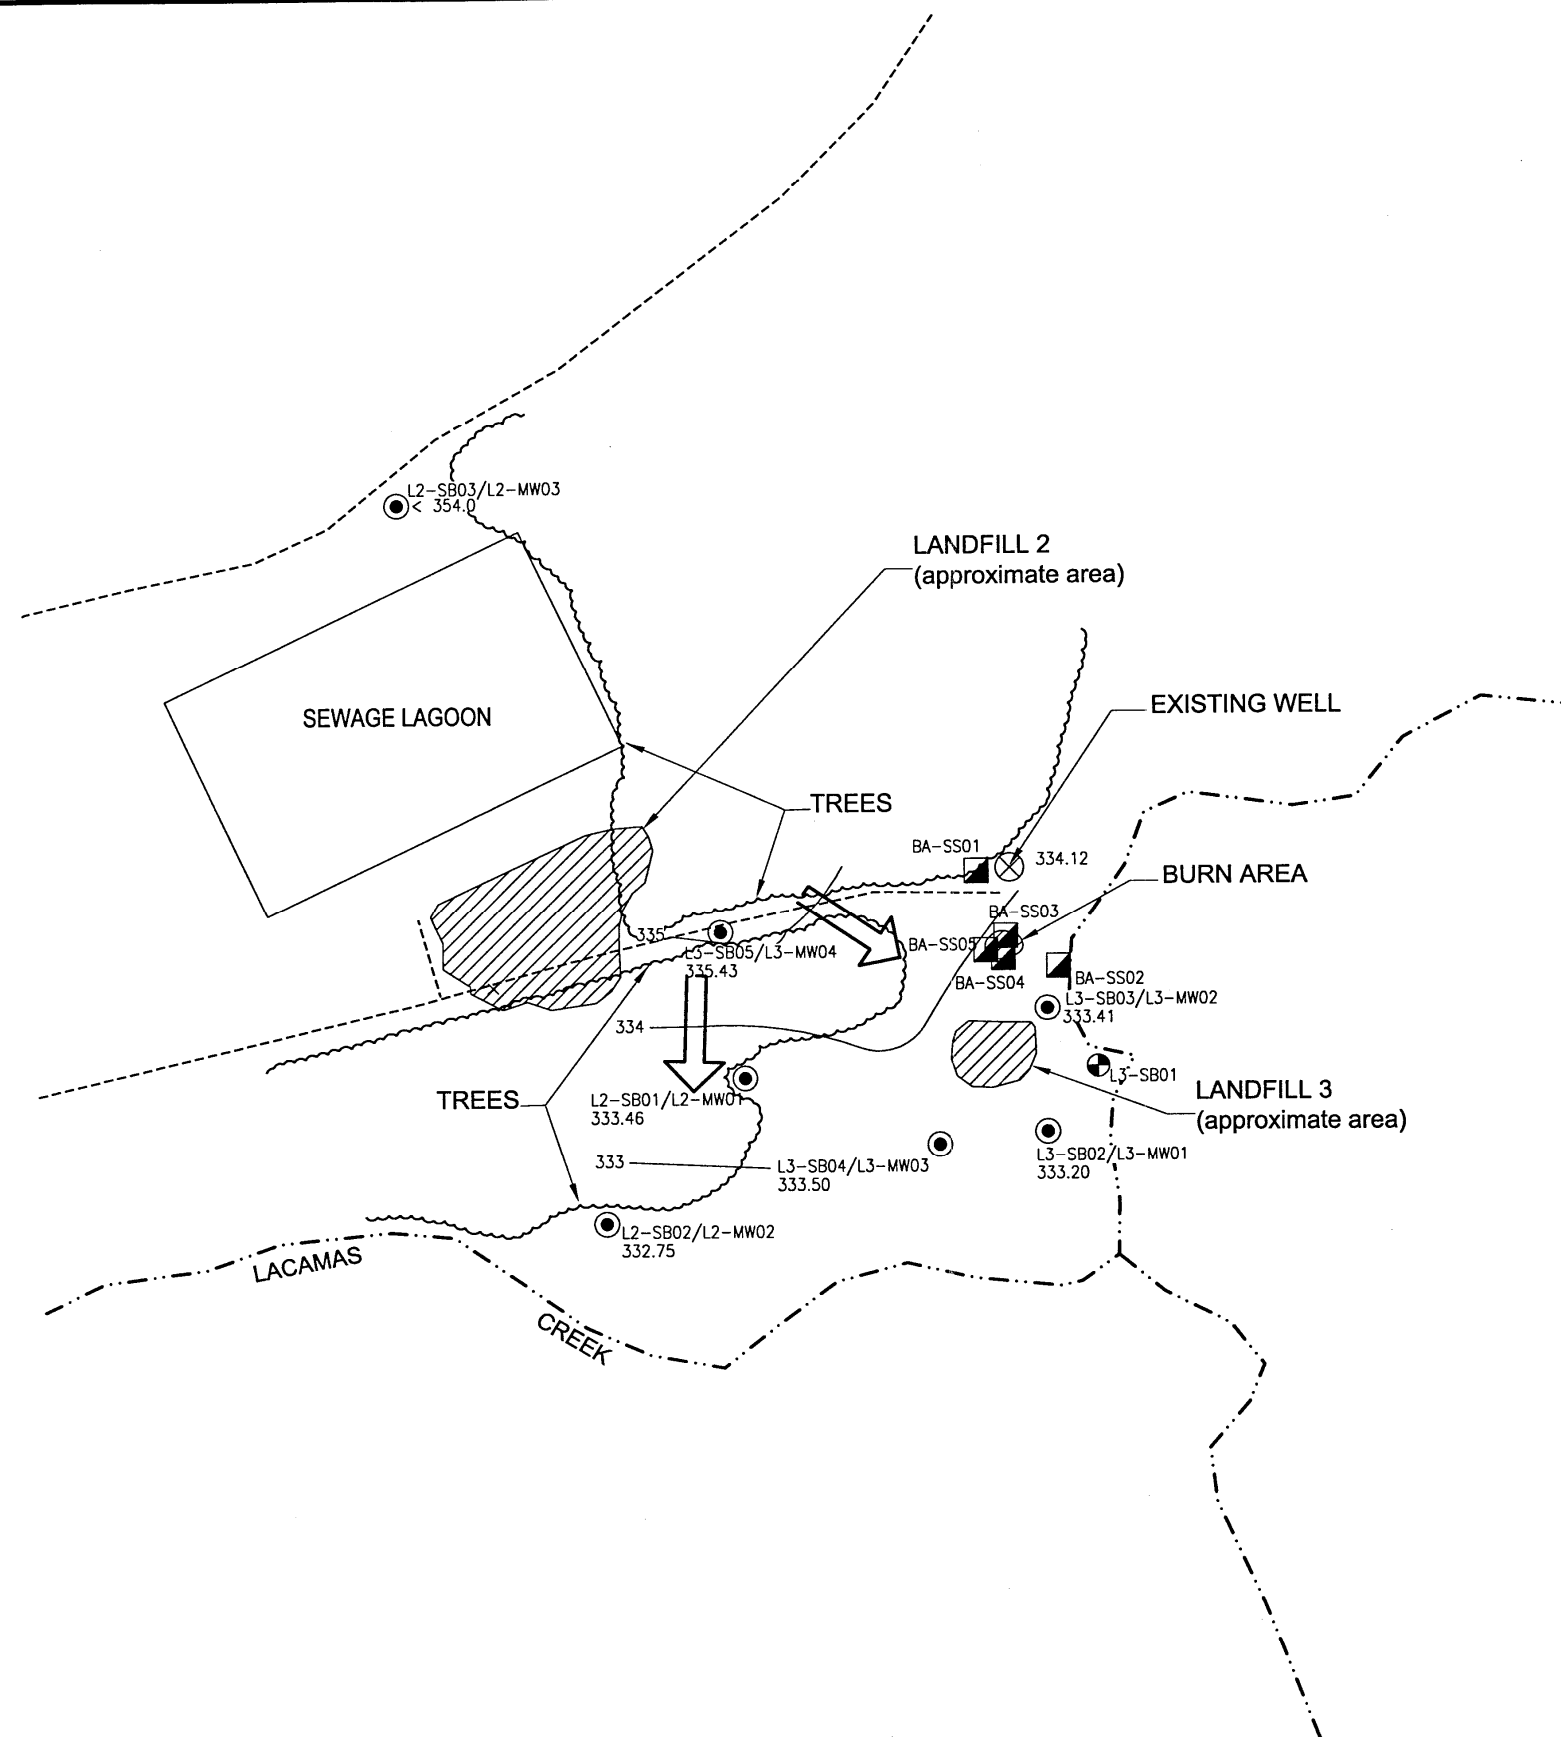 L2-SB03/L2-MW03
< 354.0
LANDFILL 2
(approximate area)
SEWAGE LAGOON
EXISTING WELL
TREES
BA-SS01
334.12
BURN AREA
BA-SS03
335
BA-SS05
L3-SB05/L3-MW04
335.43
BA-SS04
BA-SS02
L3-SB03/L3-MW02
333.41
334
L3-SB01
LANDFILL 3
(approximate area)
TREES
L2-SB01/L2-MW01
333.46
333
L3-SB04/L3-MW03
333.50
L3-SB02/L3-MW01
333.20
L2-SB02/L2-MW02
332.75
LACAMAS
CREEK